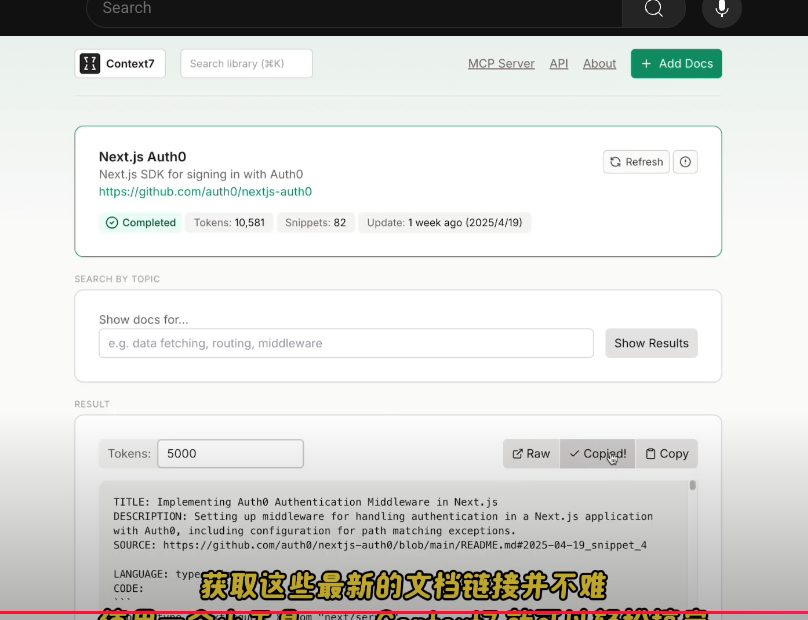 Search
Context7
Search library (⌘K)
MCP Server API About + Add Docs
Next.js Auth0
Next.js SDK for signing in with Auth0
https://github.com/auth0/nextjs-auth0
Refresh
Completed Tokens: 10,581 Snippets: 82 Update: 1 week ago (2025/4/19)
SEARCH BY TOPIC
Show docs for...
e.g. data fetching, routing, middleware
Show Results
RESULT
Tokens: 5000
Raw Copied! Copy
TITLE: Implementing Auth0 Authentication Middleware in Next.js
DESCRIPTION: Setting up middleware for handling authentication in a Next.js application
with Auth0, including configuration for path matching exceptions.
SOURCE: https://github.com/auth0/nextjs-auth0/blob/main/README.md#2025-04-19_snippet_4
LANGUAGE: type
CODE:
```
获取这些最新的文档链接并不难